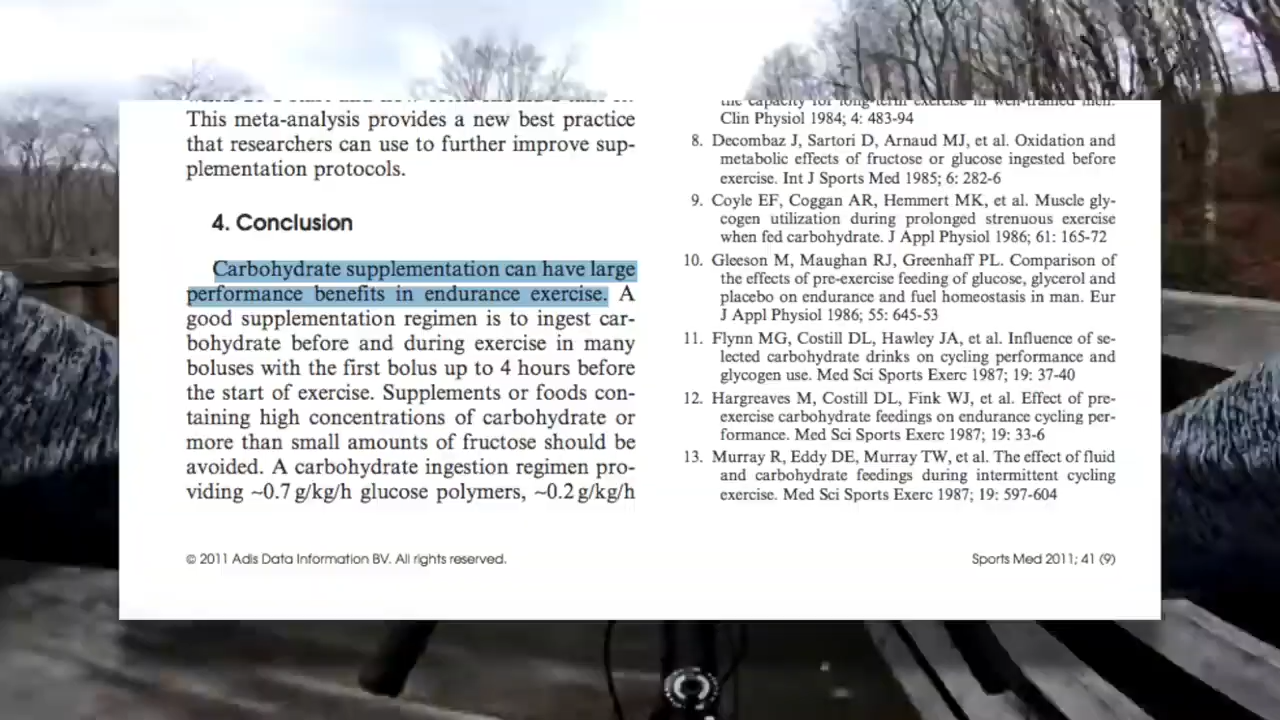 This meta-analysis provides a new best practice
that researchers can use to further improve sup-
plementation protocols.
4. Conclusion
Carbohydrate supplementation can have large
performance benefits in endurance exercise. A
good supplementation regimen is to ingest car-
bohydrate before and during exercise in many
boluses with the first bolus up to 4 hours before
the start of exercise. Supplements or foods con-
taining high concentrations of carbohydrate or
more than small amounts of fructose should be
avoided. A carbohydrate ingestion regimen pro-
viding ~0.7 g/kg/h glucose polymers, ~0.2 g/kg/h
the capacity for long-term exercise in well-trained men.
Clin Physiol 1984; 4: 483-94
8. Decombaz J, Sartori D, Arnaud MJ, et al. Oxidation and
metabolic effects of fructose or glucose ingested before
exercise. Int J Sports Med 1985; 6: 282-6
9. Coyle EF, Coggan AR, Hemmert MK, et al. Muscle gly-
cogen utilization during prolonged strenuous exercise
when fed carbohydrate. J Appl Physiol 1986; 61: 165-72
10. Gleeson M, Maughan RJ, Greenhaff PL. Comparison of
the effects of pre-exercise feeding of glucose, glycerol and
placebo on endurance and fuel homeostasis in man. Eur
J Appl Physiol 1986; 55: 645-53
11. Flynn MG, Costill DL, Hawley JA, et al. Influence of se-
lected carbohydrate drinks on cycling performance and
glycogen use. Med Sci Sports Exerc 1987; 19: 37-40
12. Hargreaves M, Costill DL, Fink WJ, et al. Effect of pre-
exercise carbohydrate feedings on endurance cycling per-
formance. Med Sci Sports Exerc 1987; 19: 33-6
13. Murray R, Eddy DE, Murray TW, et al. The effect of fluid
and carbohydrate feedings during intermittent cycling
exercise. Med Sci Sports Exerc 1987; 19: 597-604
© 2011 Adis Data Information BV. All rights reserved.
Sports Med 2011; 41 (9)